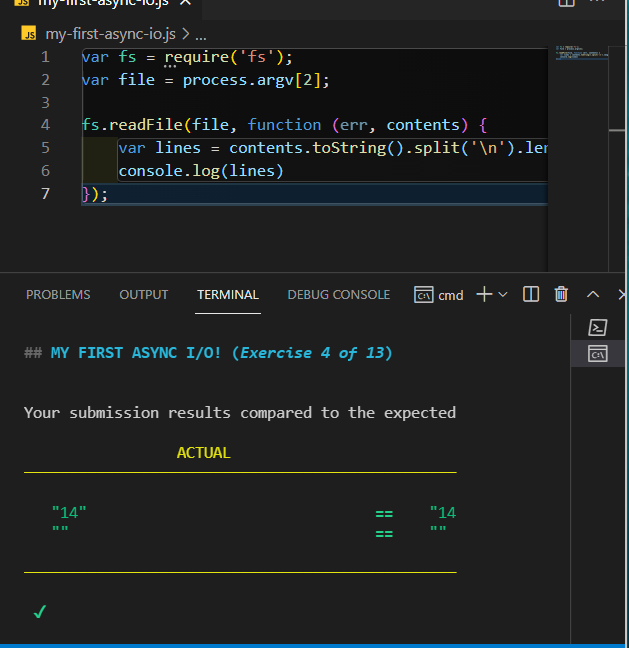 JS my-first-async-io.js ×
JS my-first-async-io.js > ...
1 var fs = require('fs');
2 var file = process.argv[2];
3
4 fs.readFile(file, function (err, contents) {
5 var lines = contents.toString().split('\n').len
6 console.log(lines)
7 });
PROBLEMS OUTPUT TERMINAL DEBUG CONSOLE cmd
## MY FIRST ASYNC I/O! (Exercise 4 of 13)
Your submission results compared to the expected
ACTUAL
"14" == "14
"" == ""
✓